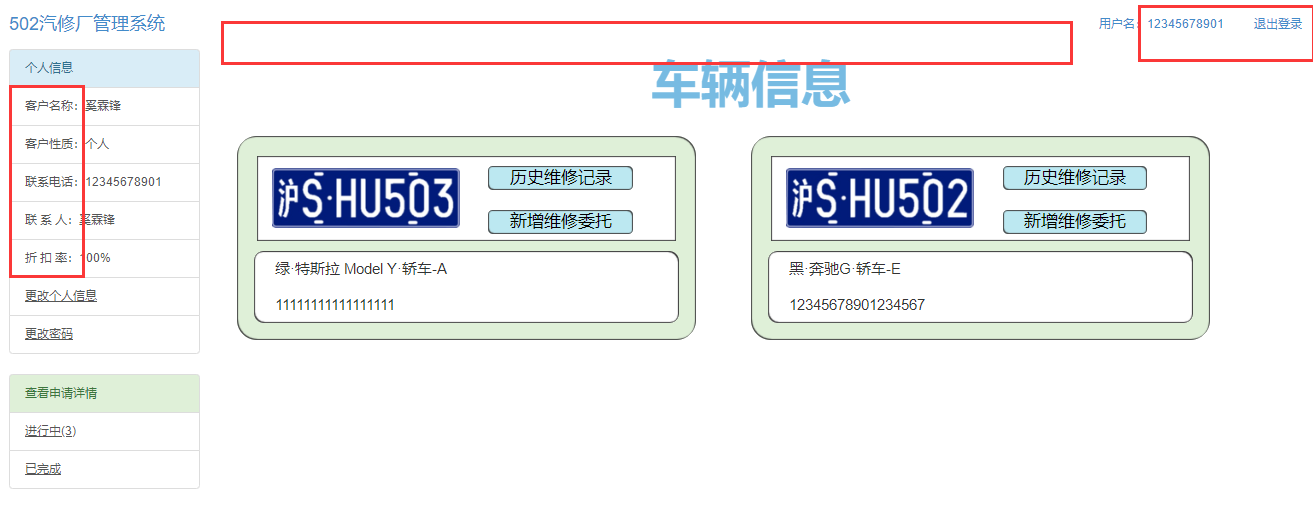 502汽修厂管理系统
用户名：12345678901 退出登录
个人信息
客户名称：奚霖锋
客户性质：个人
联系电话：12345678901
联 系 人：奚霖锋
折 扣 率：100%
更改个人信息
更改密码
查看申请详情
进行中(3)
已完成
车辆信息
沪S·HU503
历史维修记录
新增维修委托
绿·特斯拉 Model Y·轿车-A
11111111111111111
沪S·HU502
历史维修记录
新增维修委托
黑·奔驰G·轿车-E
12345678901234567